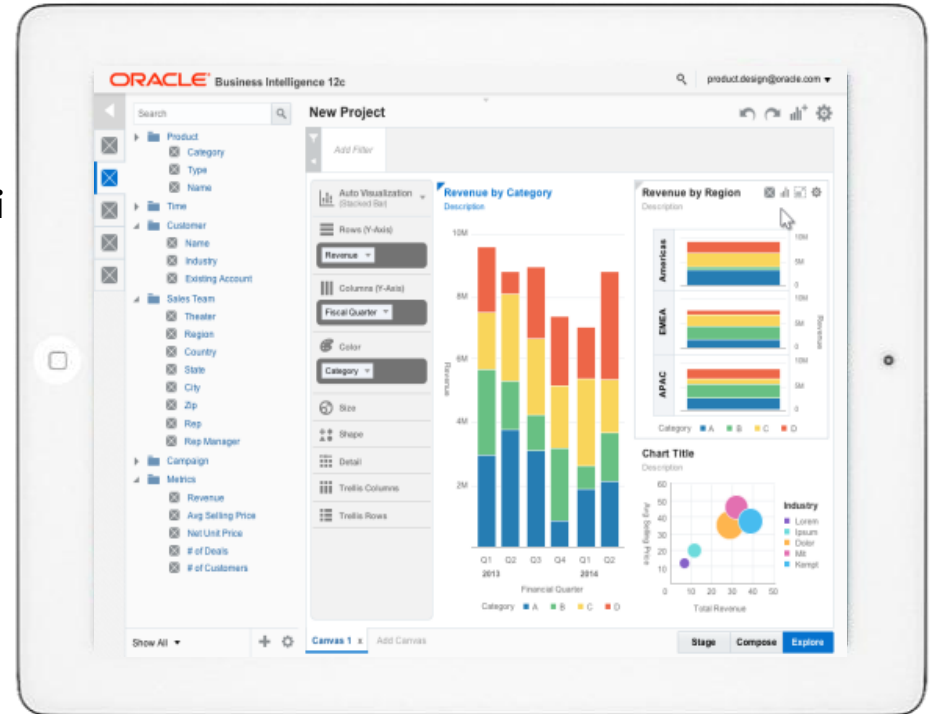 ORACLE Business Intelligence 12c
product.design@oracle.com
i
Search
Product
Category
Type
Name
Time
Customer
Name
Industry
Existing Account
Sales Team
Theater
Region
Country
State
City
Zip
Rep
Rep Manager
Campaign
Metrics
Revenue
Avg Selling Price
Net Unit Price
# of Deals
# of Customers
Show All
New Project
Add Filter
Auto Visualization
(Stacked Bar)
Rows (Y-Axis)
Revenue
Columns (Y-Axis)
Fiscal Quarter
Color
Category
Size
Shape
Detail
Trellis Columns
Trellis Rows
Revenue by Category
Description
10M
8M
6M
4M
2M
Revenue
Q1 Q2 Q3 Q4 Q1 Q2
2013 2014
Financial Quarter
Category A B C D
Revenue by Region
Description
Americas
10M
5M
0
EMEA
10M
5M
0
APAC
10M
5M
0
Revenue
Category A B C D
Chart Title
Description
60
50
40
30
20
10
Avg Selling Price
0 10 20 30 40 50
Total Revenue
Industry
Lorem
Ipsum
Dolor
Mit
Kempt
Canvas 1 x Add Canvas
Stage Compose Explore